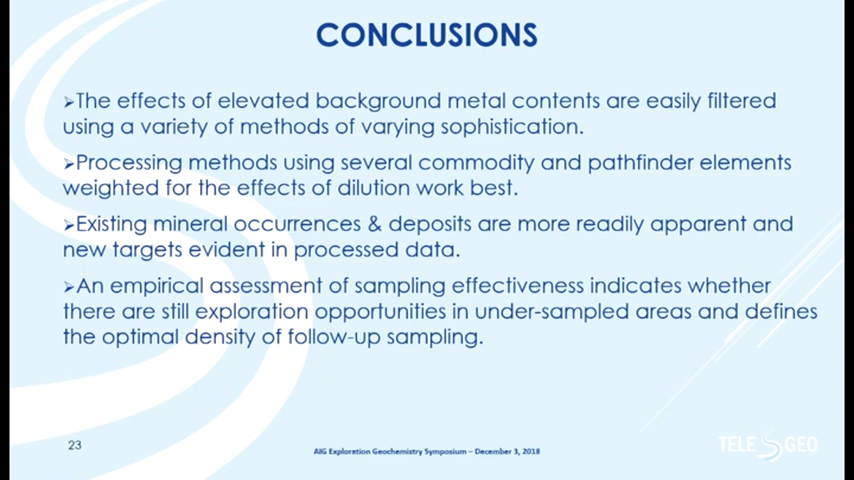 CONCLUSIONS
➢The effects of elevated background metal contents are easily filtered
using a variety of methods of varying sophistication.
➢Processing methods using several commodity and pathfinder elements
weighted for the effects of dilution work best.
➢Existing mineral occurrences & deposits are more readily apparent and
new targets evident in processed data.
➢An empirical assessment of sampling effectiveness indicates whether
there are still exploration opportunities in under-sampled areas and defines
the optimal density of follow-up sampling.
23
AIG Exploration Geochemistry Symposium – December 3, 2018
TELE GEO